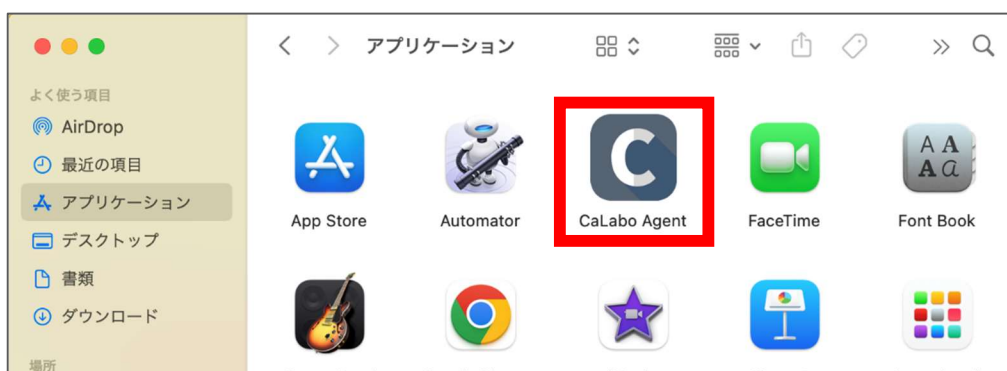 アプリケーション
よく使う項目
AirDrop
最近の項目
アプリケーション
デスクトップ
書類
ダウンロード
場所
App Store
Automator
CaLabo Agent
FaceTime
Font Book